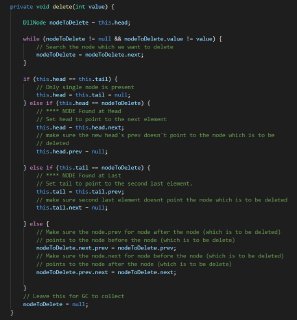 private void delete(int value) {
DllNode nodeToDelete = this.head;
while (nodeToDelete != null && nodeToDelete.value != value) {
// Search the node which we want to delete
nodeToDelete = nodeToDelete.next;
}
if (this.head == this.tail) {
// Only single node is present
this.head = this.tail = null;
} else if (this.head == nodeToDelete) {
// **** NODE Found at Head
// Set head to point to the next element
this.head = this.head.next;
// make sure the new head's prev doesn't point to the node which is to be
// deleted
this.head.prev = null;
} else if (this.tail == nodeToDelete) {
// **** NODE Found at Last
// Set tail to point to the second last element.
this.tail = this.tail.prev;
// make sure second last element doesnt point the node which is to be deleted
this.tail.next = null;
} else {
// Make sure the node.prev for node after the node (which is to be deleted)
// points to the node before the node (which is to be delete)
nodeToDelete.next.prev = nodeToDelete.prev;
// Make sure the node.next for node before the node (which is to be deleted)
// points to the node after the node (which is to be delete)
nodeToDelete.prev.next = nodeToDelete.next;
}
// Leave this for GC to collect
nodeToDelete = null;
}